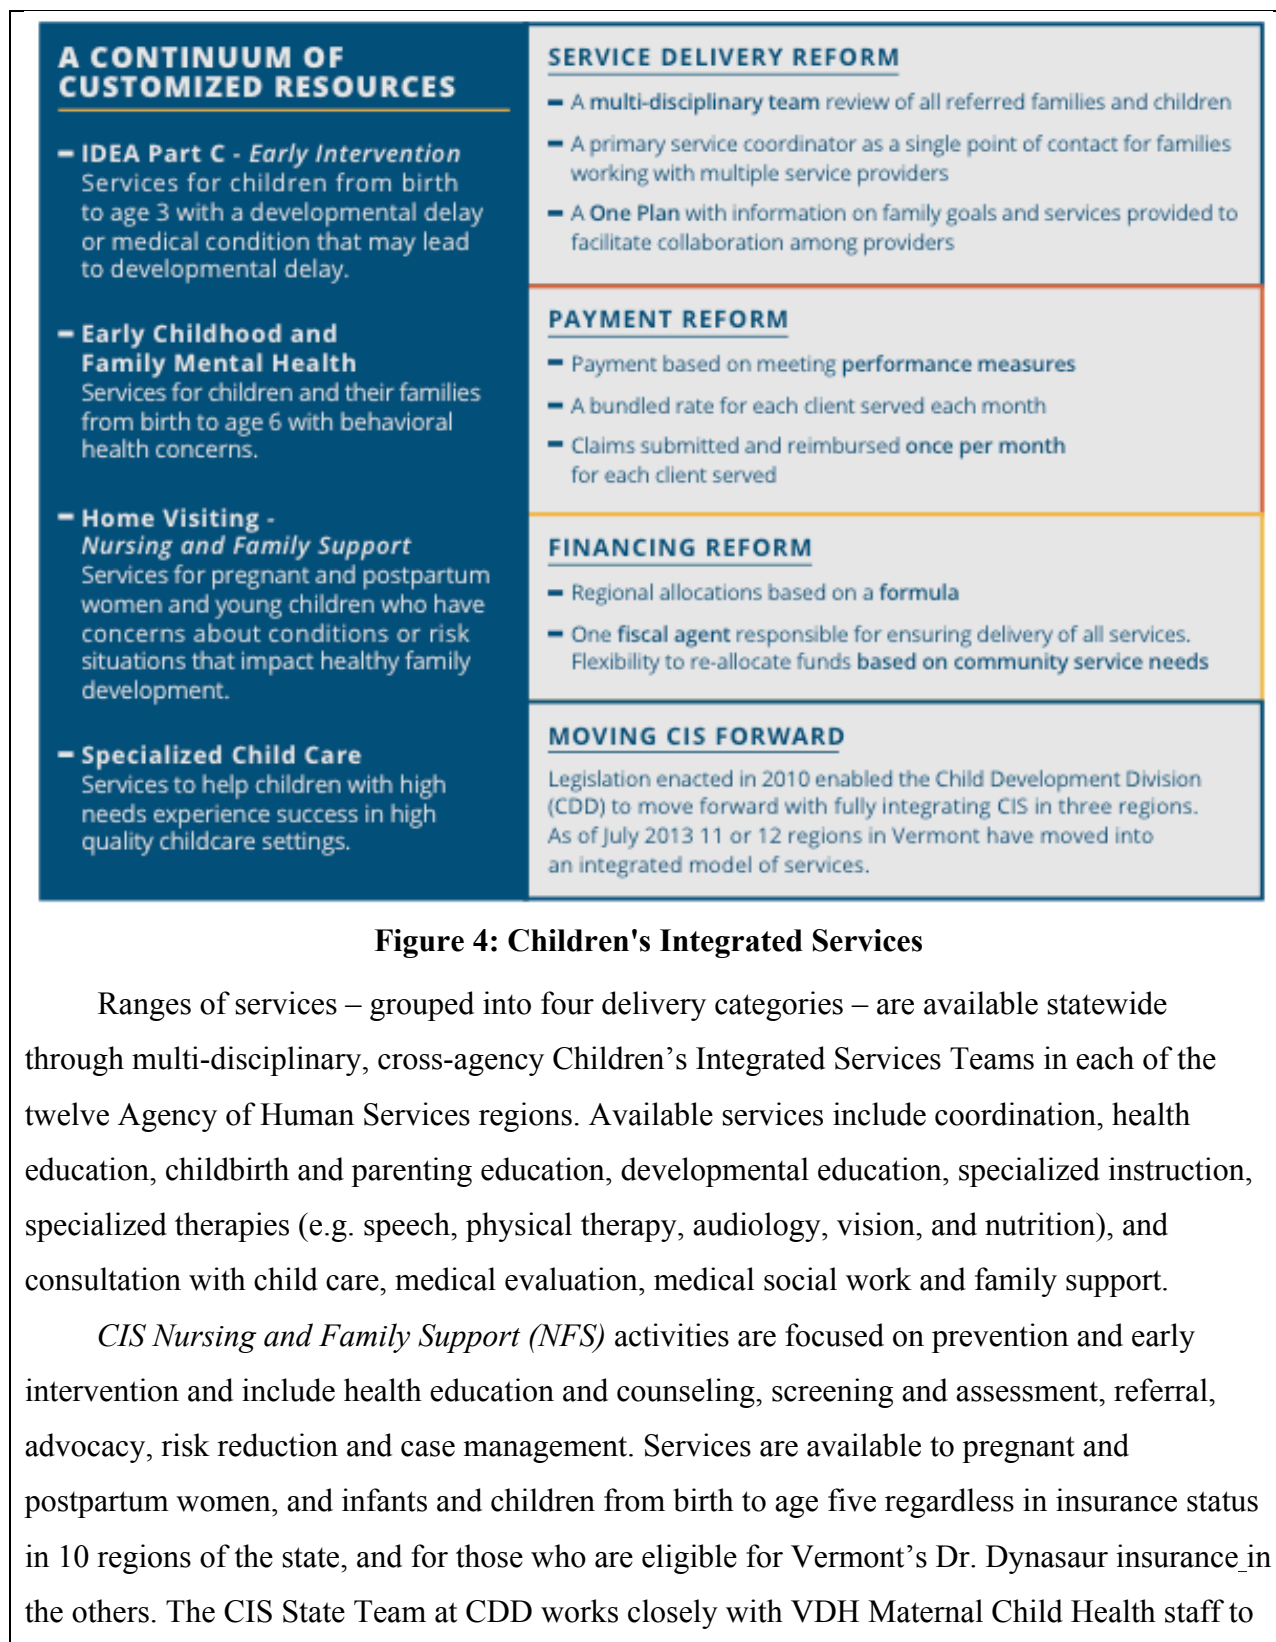 A CONTINUUM OF
CUSTOMIZED RESOURCES
– IDEA Part C - Early Intervention
Services for children from birth
to age 3 with a developmental delay
or medical condition that may lead
to developmental delay.
– Early Childhood and
Family Mental Health
Services for children and their families
from birth to age 6 with behavioral
health concerns.
– Home Visiting -
Nursing and Family Support
Services for pregnant and postpartum
women and young children who have
concerns about conditions or risk
situations that impact healthy family
development.
– Specialized Child Care
Services to help children with high
needs experience success in high
quality childcare settings.
SERVICE DELIVERY REFORM
– A multi-disciplinary team review of all referred families and children
– A primary service coordinator as a single point of contact for families
working with multiple service providers
– A One Plan with information on family goals and services provided to
facilitate collaboration among providers
PAYMENT REFORM
– Payment based on meeting performance measures
– A bundled rate for each client served each month
– Claims submitted and reimbursed once per month
for each client served
FINANCING REFORM
– Regional allocations based on a formula
– One fiscal agent responsible for ensuring delivery of all services.
Flexibility to re-allocate funds based on community service needs
MOVING CIS FORWARD
Legislation enacted in 2010 enabled the Child Development Division
(CDD) to move forward with fully integrating CIS in three regions.
As of July 2013 11 or 12 regions in Vermont have moved into
an integrated model of services.
Figure 4: Children's Integrated Services
Ranges of services – grouped into four delivery categories – are available statewide
through multi-disciplinary, cross-agency Children’s Integrated Services Teams in each of the
twelve Agency of Human Services regions. Available services include coordination, health
education, childbirth and parenting education, developmental education, specialized instruction,
specialized therapies (e.g. speech, physical therapy, audiology, vision, and nutrition), and
consultation with child care, medical evaluation, medical social work and family support.
CIS Nursing and Family Support (NFS) activities are focused on prevention and early
intervention and include health education and counseling, screening and assessment, referral,
advocacy, risk reduction and case management. Services are available to pregnant and
postpartum women, and infants and children from birth to age five regardless in insurance status
in 10 regions of the state, and for those who are eligible for Vermont’s Dr. Dynasaur insurance in
the others. The CIS State Team at CDD works closely with VDH Maternal Child Health staff to